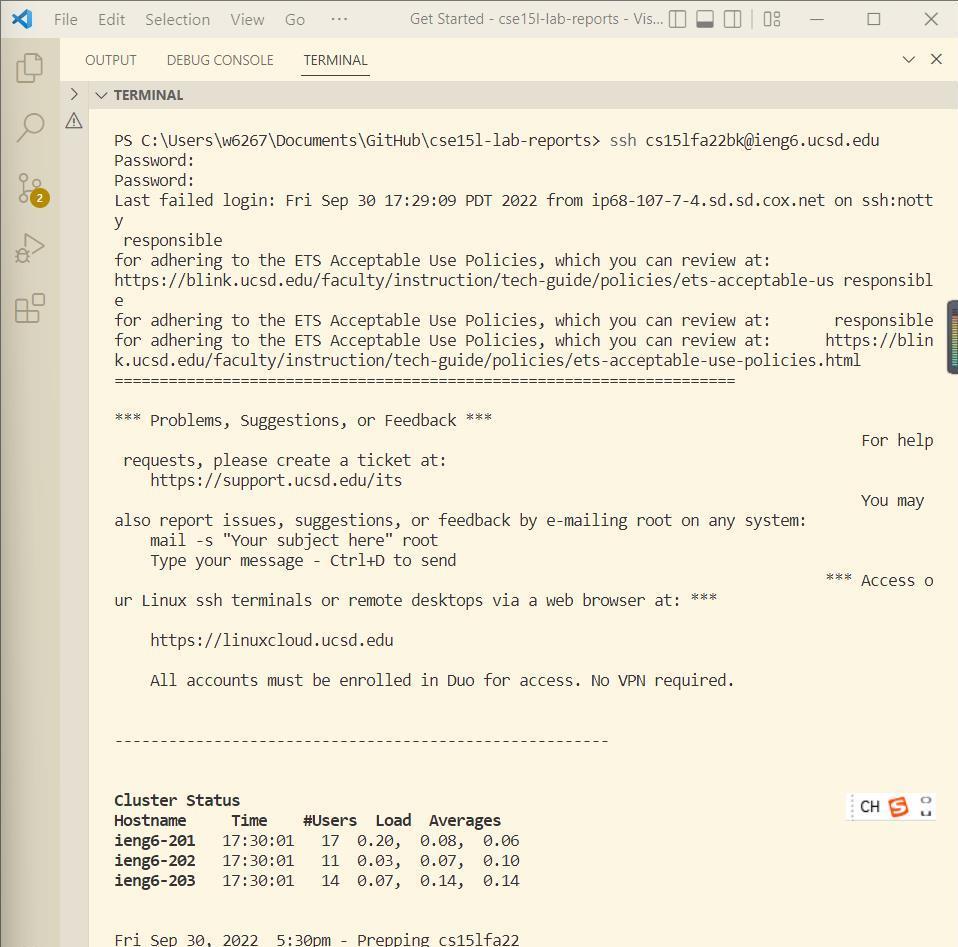 File Edit Selection View Go ··· Get Started - cse15l-lab-reports - Vis...
OUTPUT DEBUG CONSOLE TERMINAL
TERMINAL
PS C:\Users\w6267\Documents\GitHub\cse15l-lab-reports> ssh cs15lfa22bk@ieng6.ucsd.edu
Password:
Password:
2
Last failed login: Fri Sep 30 17:29:09 PDT 2022 from ip68-107-7-4.sd.sd.cox.net on ssh:nott
y
responsible
for adhering to the ETS Acceptable Use Policies, which you can review at:
https://blink.ucsd.edu/faculty/instruction/tech-guide/policies/ets-acceptable-us responsibl
e
for adhering to the ETS Acceptable Use Policies, which you can review at: responsible
for adhering to the ETS Acceptable Use Policies, which you can review at: https://blin
k.ucsd.edu/faculty/instruction/tech-guide/policies/ets-acceptable-use-policies.html
=====================================================================
*** Problems, Suggestions, or Feedback ***
For help
requests, please create a ticket at:
https://support.ucsd.edu/its
You may
also report issues, suggestions, or feedback by e-mailing root on any system:
mail -s "Your subject here" root
Type your message - Ctrl+D to send
*** Access o
ur Linux ssh terminals or remote desktops via a web browser at: ***
https://linuxcloud.ucsd.edu
All accounts must be enrolled in Duo for access. No VPN required.
-------------------------------------------------------
Cluster Status
CH S
Hostname Time #Users Load Averages
ieng6-201 17:30:01 17 0.20, 0.08, 0.06
ieng6-202 17:30:01 11 0.03, 0.07, 0.10
ieng6-203 17:30:01 14 0.07, 0.14, 0.14
Fri Sep 30, 2022 5:30pm - Prepping cs15lfa22